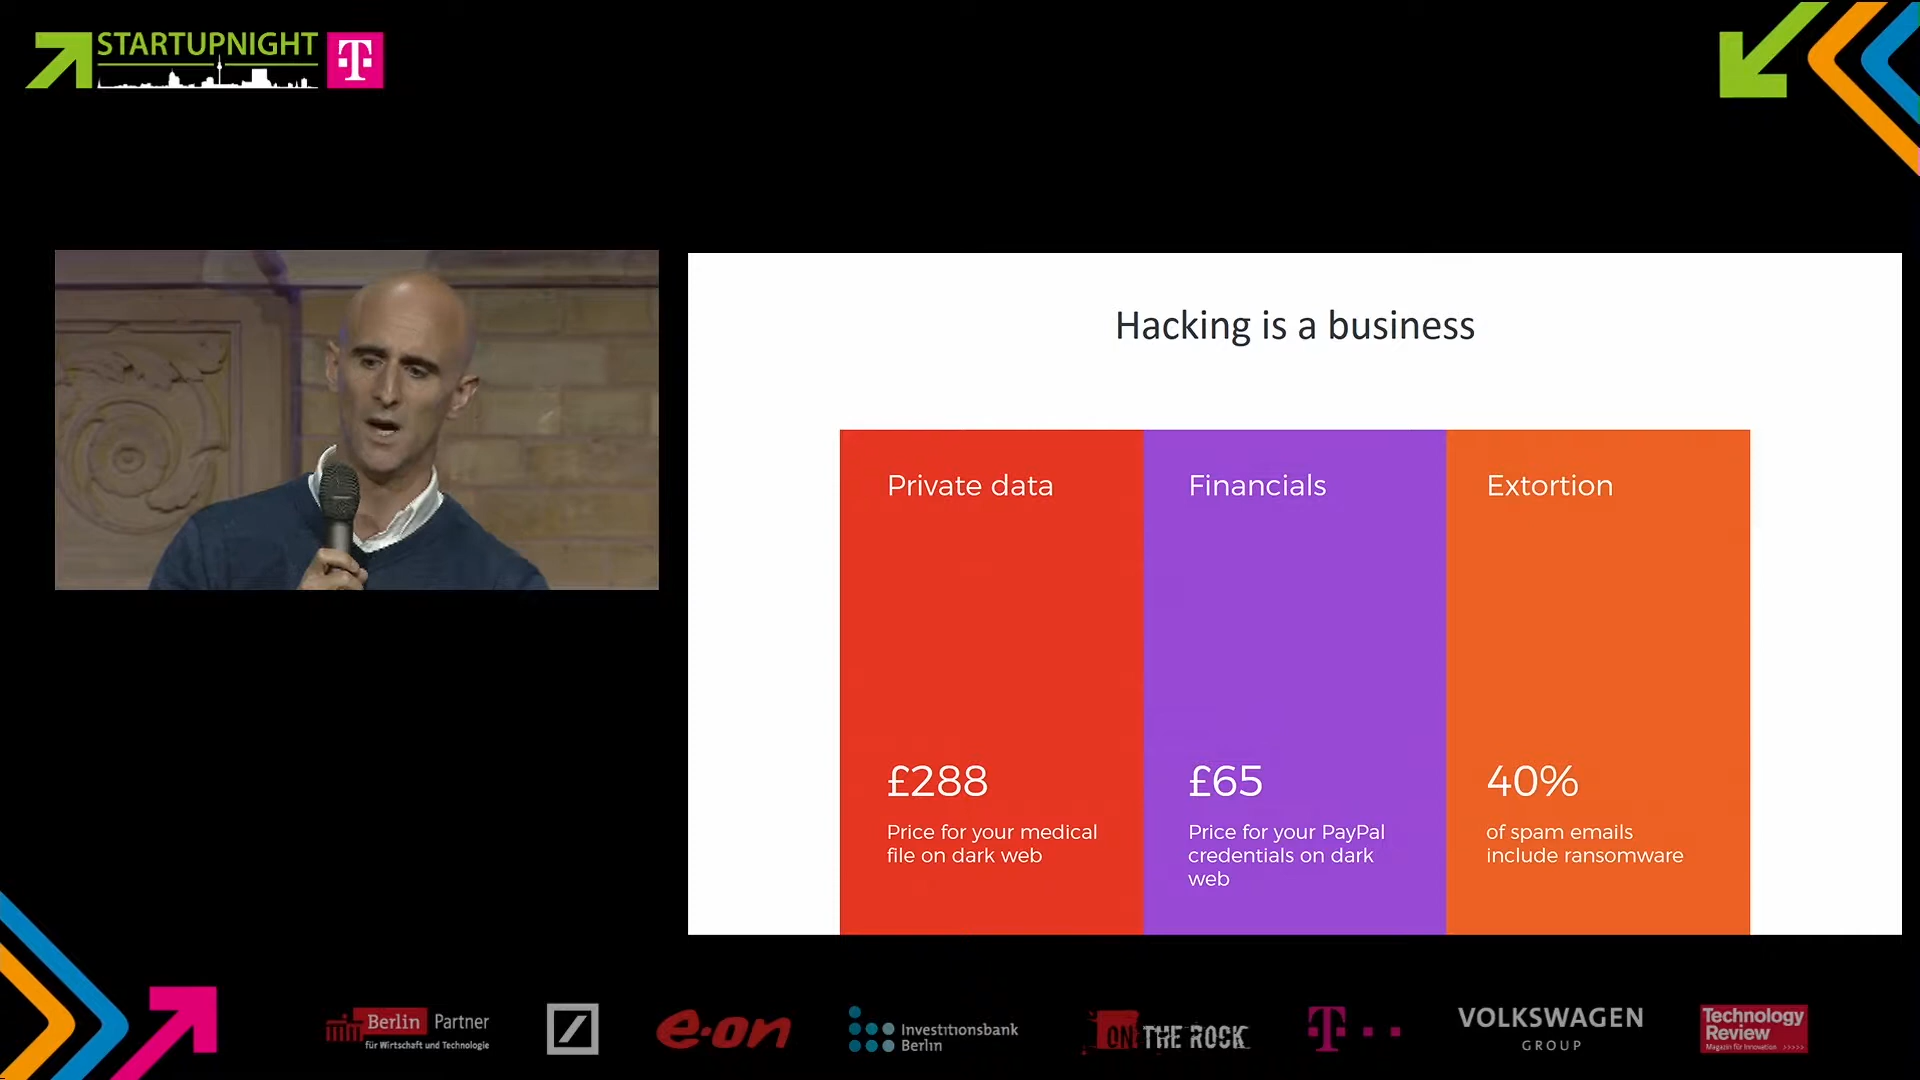 STARTUPNIGHT
T
Hacking is a business
Private data
£288
Price for your medical
file on dark web
Financials
£65
Price for your PayPal
credentials on dark
web
Extortion
40%
of spam emails
include ransomware
Berlin Partner
für Wirtschaft und Technologie
e·on
Investitionsbank
Berlin
ON THE ROCK
T
VOLKSWAGEN
GROUP
Technology
Review
Magazin für Innovation >>>>>